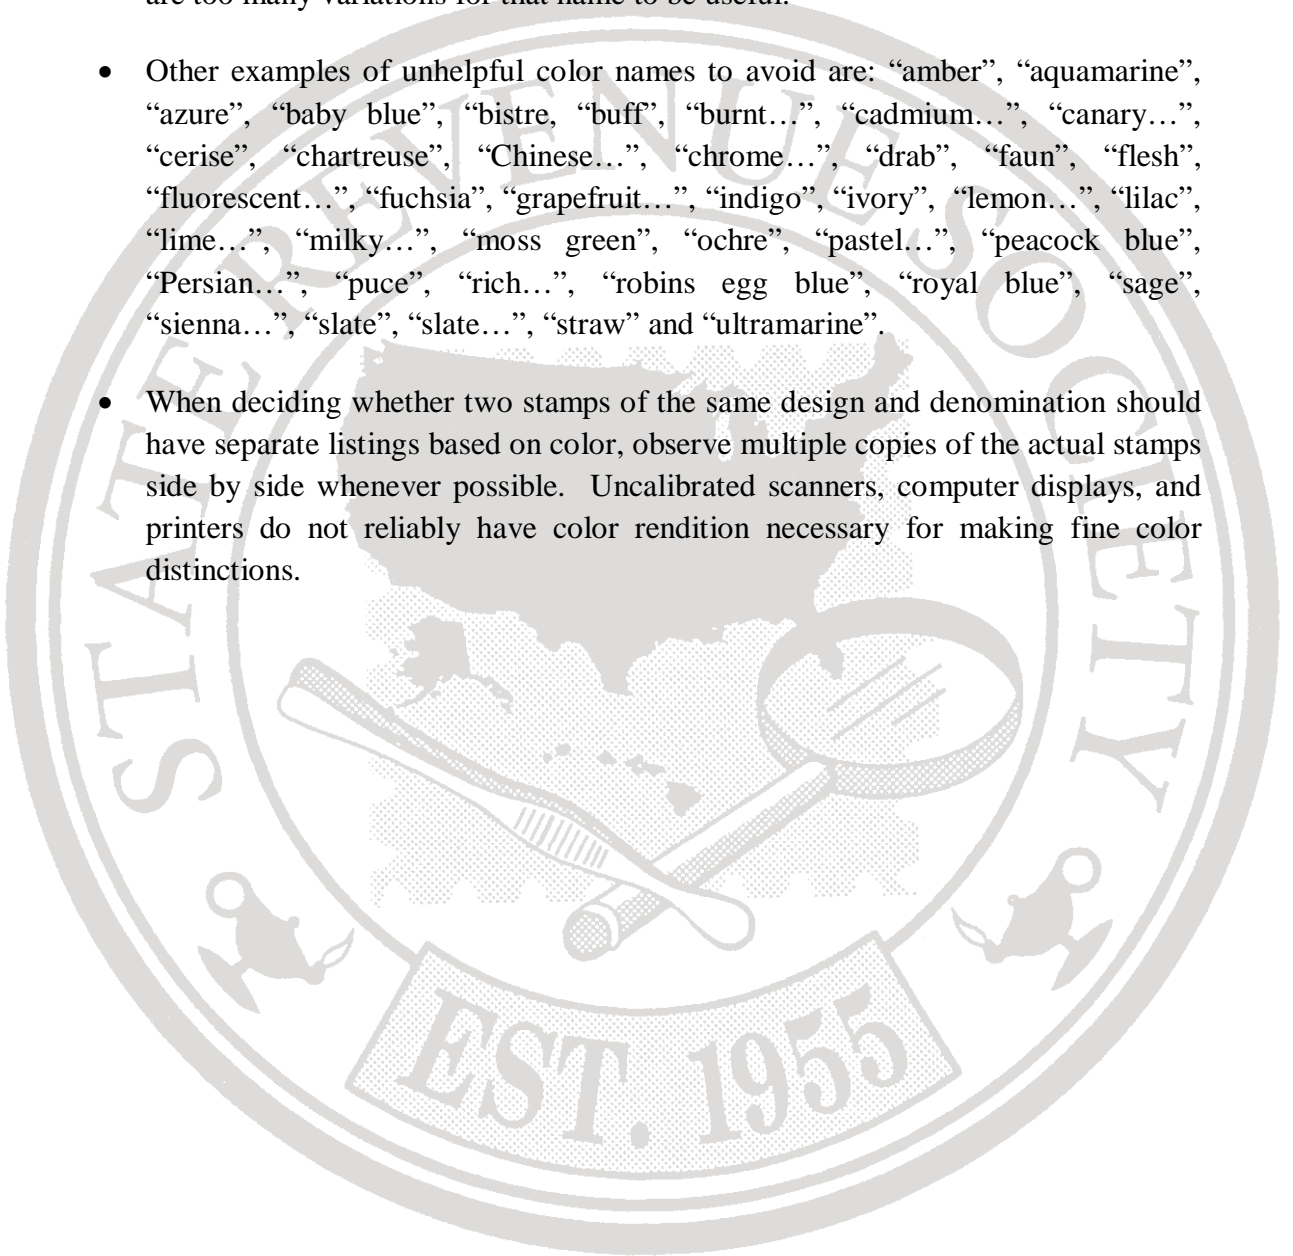 are too many variations for that name to be useful.
• Other examples of unhelpful color names to avoid are: “amber”, “aquamarine”,
“azure”, “baby blue”, “bistre, “buff”, “burnt…”, “cadmium…”, “canary…”,
“cerise”, “chartreuse”, “Chinese…”, “chrome…”, “drab”, “faun”, “flesh”,
“fluorescent…”, “fuchsia”, “grapefruit…”, “indigo”, “ivory”, “lemon…”, “lilac”,
“lime…”, “milky…”, “moss green”, “ochre”, “pastel…”, “peacock blue”,
“Persian…”, “puce”, “rich…”, “robins egg blue”, “royal blue”, “sage”,
“sienna…”, “slate”, “slate…”, “straw” and “ultramarine”.
• When deciding whether two stamps of the same design and denomination should
have separate listings based on color, observe multiple copies of the actual stamps
side by side whenever possible.  Uncalibrated scanners, computer displays, and
printers do not reliably have color rendition necessary for making fine color
distinctions.
STATE REVENUE SOCIETY
EST. 1955